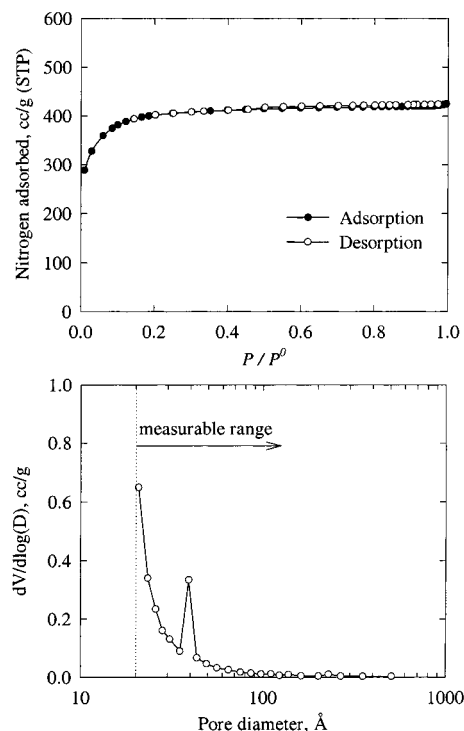 600
500
400
300
200
100
0
Nitrogen adsorbed, cc/g (STP)
Adsorption
Desorption
0.0 0.2 0.4 0.6 0.8 1.0
P / P⁰
1.0
0.8
0.6
0.4
0.2
0.0
dV/dlog(D), cc/g
measurable range
10 100 1000
Pore diameter, Å